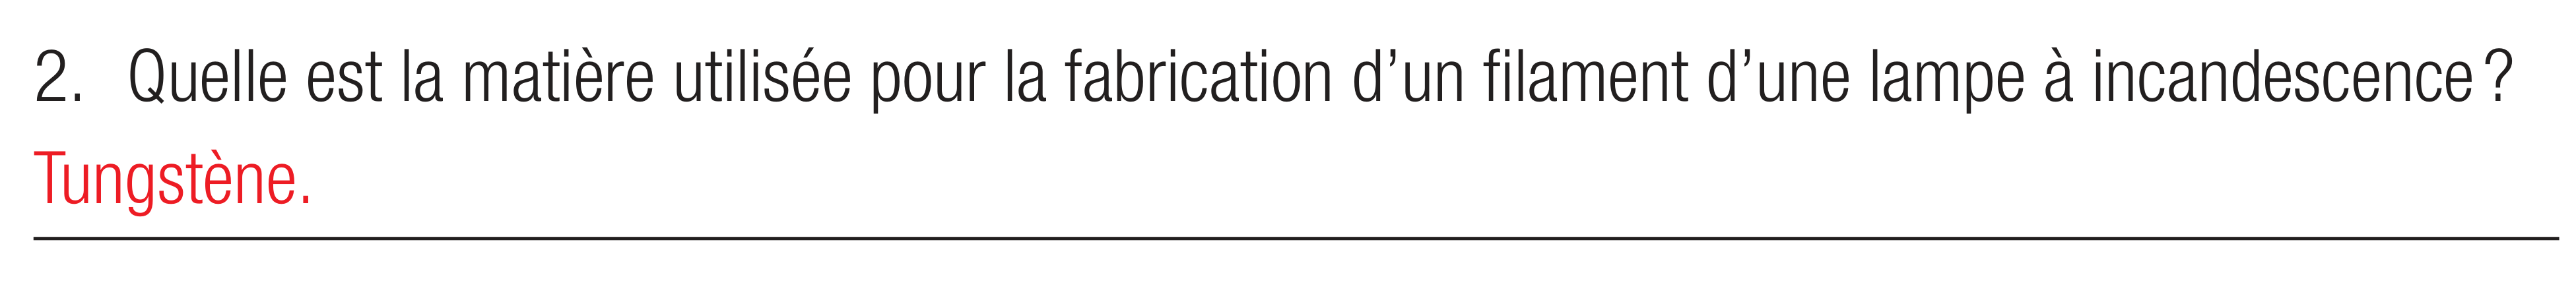 2. Quelle est la matière utilisée pour la fabrication d’un filament d’une lampe à incandescence ?
Tungstène.